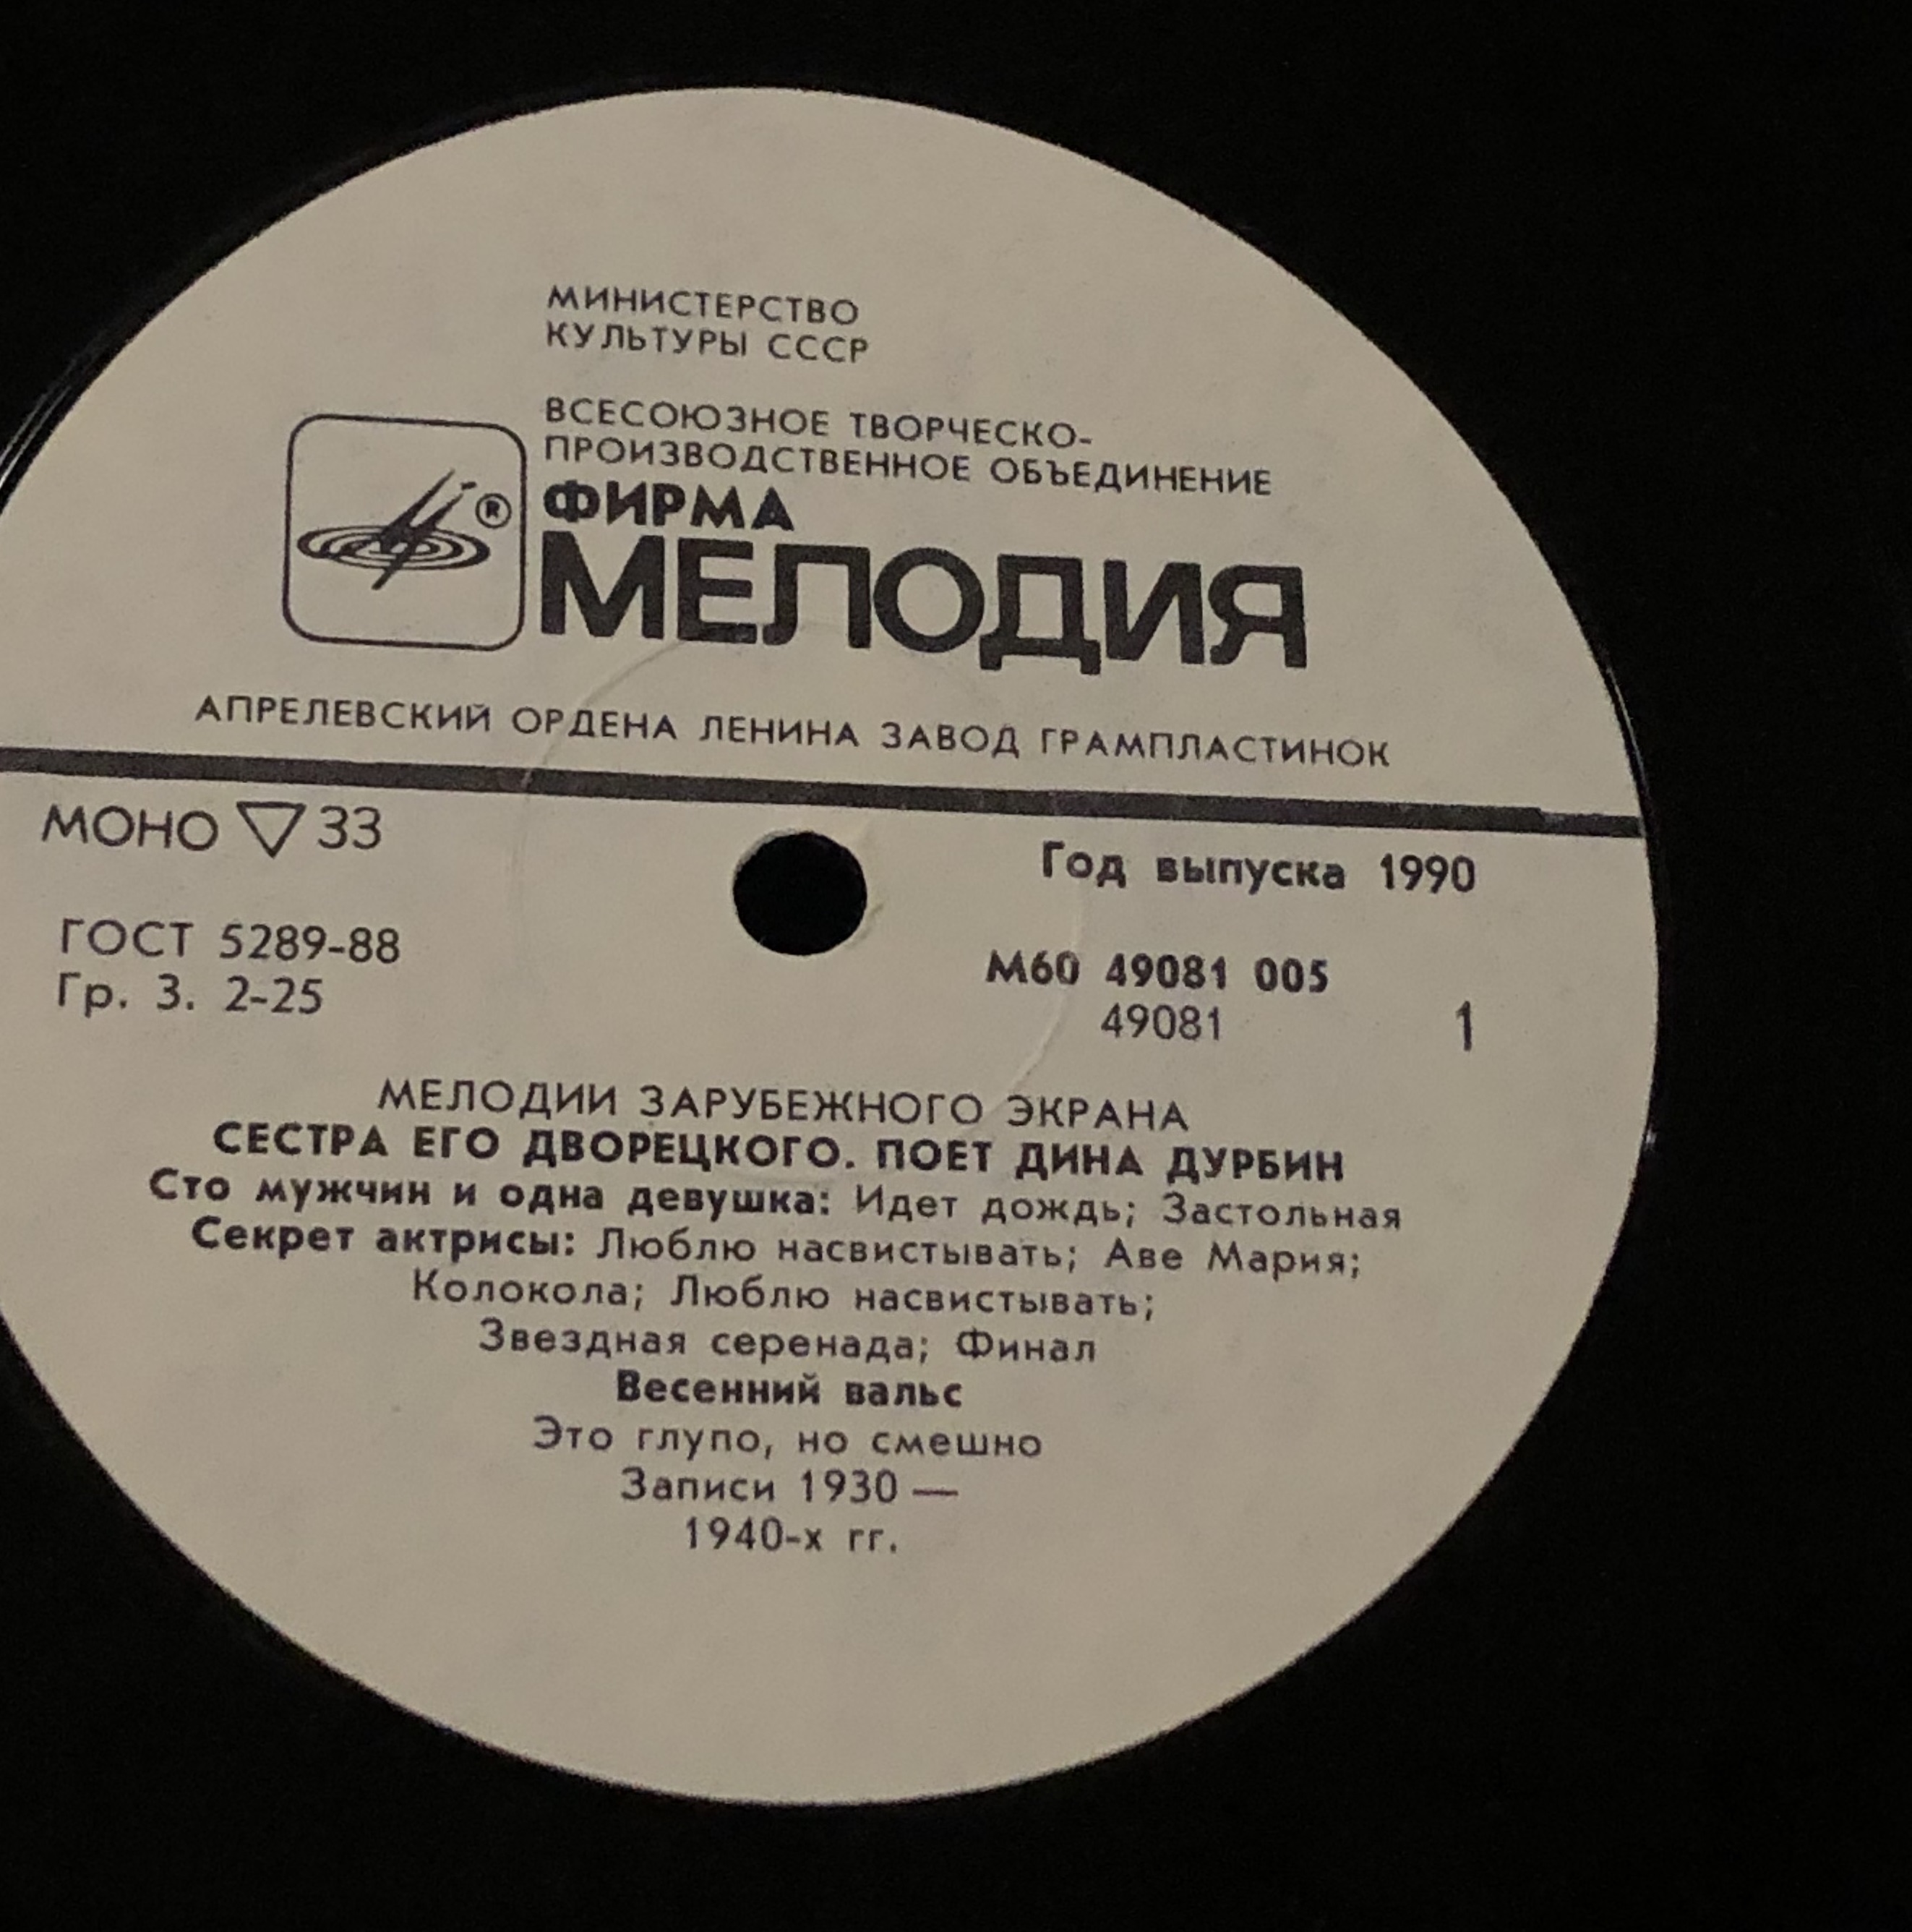 МИНИСТЕРСТВО
КУЛЬТУРЫ СССР
ВСЕСОЮЗНОЕ ТВОРЧЕСКО-
ПРОИЗВОДСТВЕННОЕ ОБЪЕДИНЕНИЕ
ФИРМА
®
МЕЛОДИЯ
АПРЕЛЕВСКИЙ ОРДЕНА ЛЕНИНА ЗАВОД ГРАМПЛАСТИНОК
МОНО ▽ 33
Год выпуска 1990
ГОСТ 5289-88
Гр. 3. 2-25
М60 49081 005
49081
1
МЕЛОДИИ ЗАРУБЕЖНОГО ЭКРАНА
СЕСТРА ЕГО ДВОРЕЦКОГО. ПОЕТ ДИНА ДУРБИН
Сто мужчин и одна девушка: Идет дождь; Застольная
Секрет актрисы: Люблю насвистывать; Аве Мария;
Колокола; Люблю насвистывать;
Звездная серенада; Финал
Весенний вальс
Это глупо, но смешно
Записи 1930 —
1940-х гг.